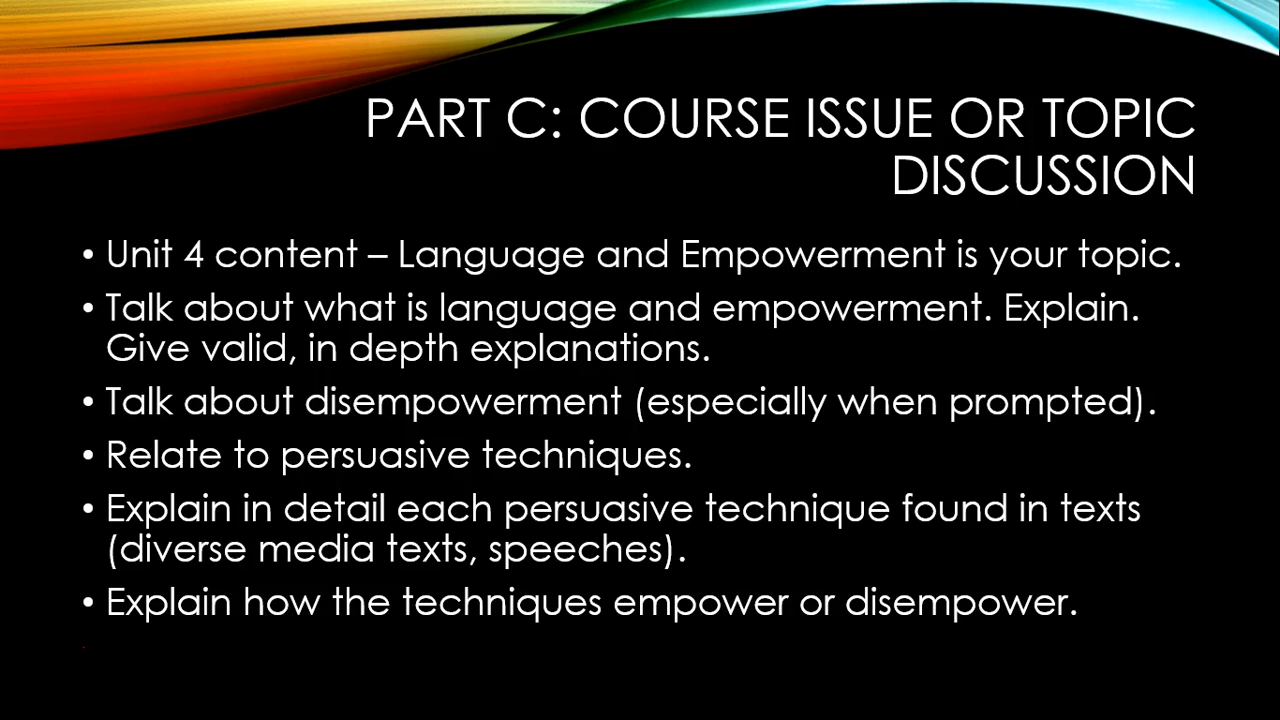 PART C: COURSE ISSUE OR TOPIC
DISCUSSION
• Unit 4 content – Language and Empowerment is your topic.
• Talk about what is language and empowerment. Explain.
Give valid, in depth explanations.
• Talk about disempowerment (especially when prompted).
• Relate to persuasive techniques.
• Explain in detail each persuasive technique found in texts
(diverse media texts, speeches).
• Explain how the techniques empower or disempower.